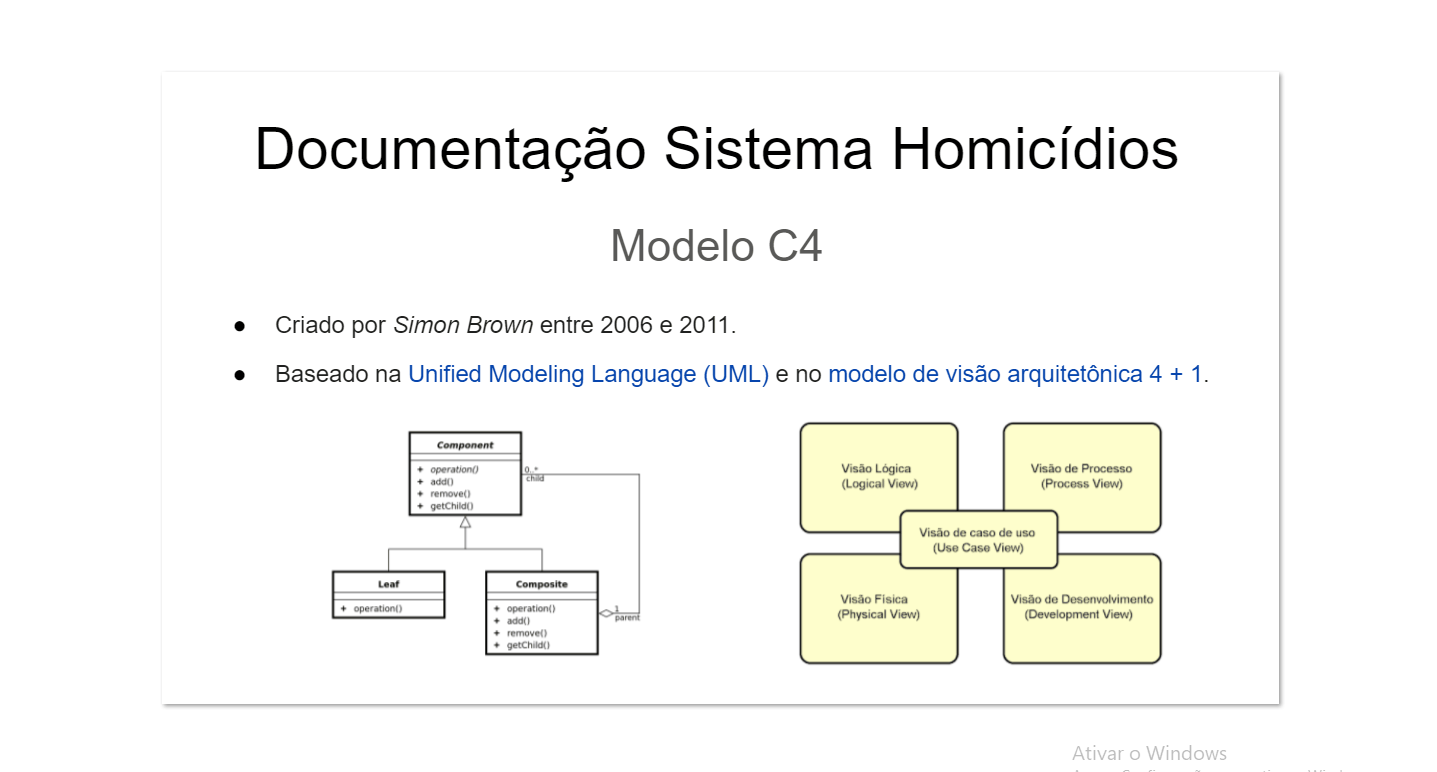 Documentação Sistema Homicídios
Modelo C4
● Criado por Simon Brown entre 2006 e 2011.
● Baseado na Unified Modeling Language (UML) e no modelo de visão arquitetônica 4 + 1.
Component
+ operation()
+ add()
+ remove()
+ getChild()
0..*
child
Leaf
+ operation()
Composite
+ operation()
+ add()
+ remove()
+ getChild()
1
parent
Visão Lógica
(Logical View)
Visão de Processo
(Process View)
Visão de caso de uso
(Use Case View)
Visão Física
(Physical View)
Visão de Desenvolvimento
(Development View)
Ativar o Windows